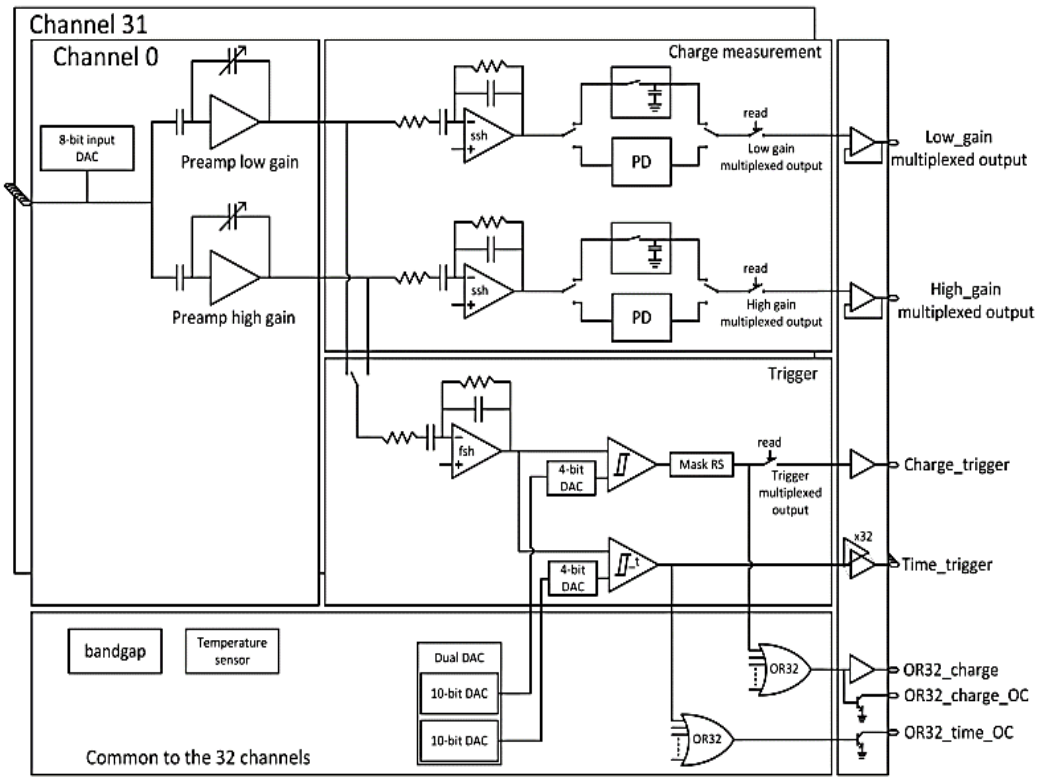 Channel 31
Channel 0
Charge measurement
8-bit input
DAC
Preamp low gain
ssh
PD
read
Low gain
multiplexed output
Low_gain
multiplexed output
Preamp high gain
ssh
PD
read
High gain
multiplexed output
High_gain
multiplexed output
Trigger
fsh
4-bit
DAC
Mask RS
read
Trigger
multiplexed
output
Charge_trigger
4-bit
DAC
_t
x32
Time_trigger
bandgap
Temperature
sensor
Dual DAC
10-bit DAC
10-bit DAC
OR32
OR32
OR32_charge
OR32_charge_OC
OR32_time_OC
Common to the 32 channels